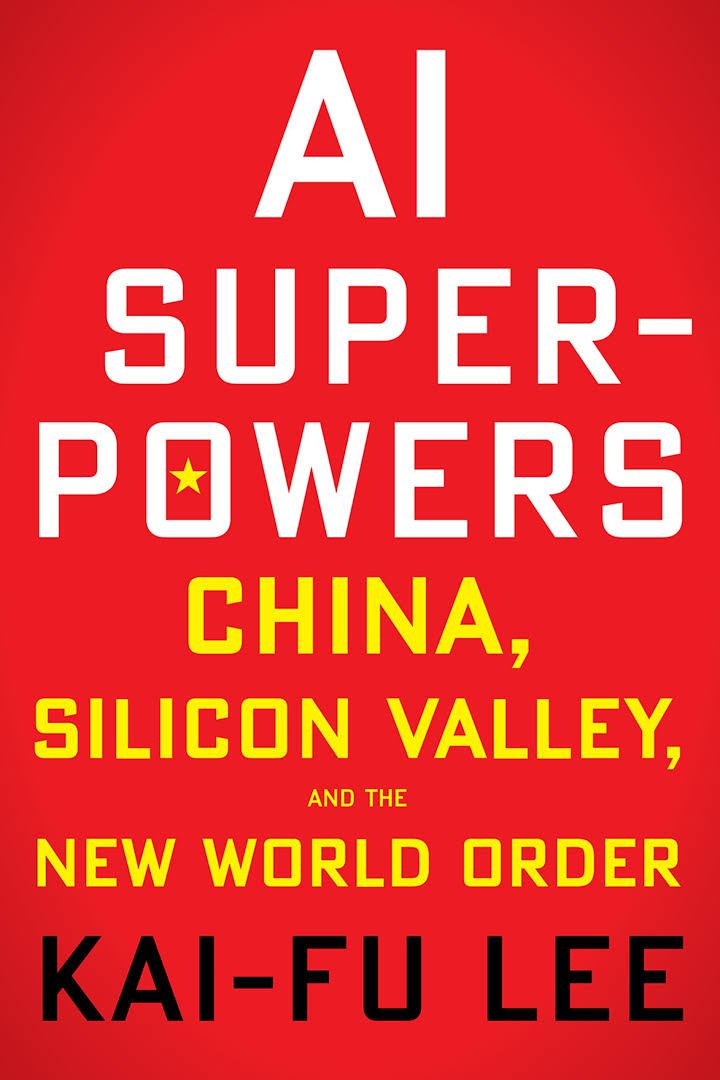 AI
SUPER-
POWERS
CHINA,
SILICON VALLEY,
AND THE
NEW WORLD ORDER
KAI-FU LEE